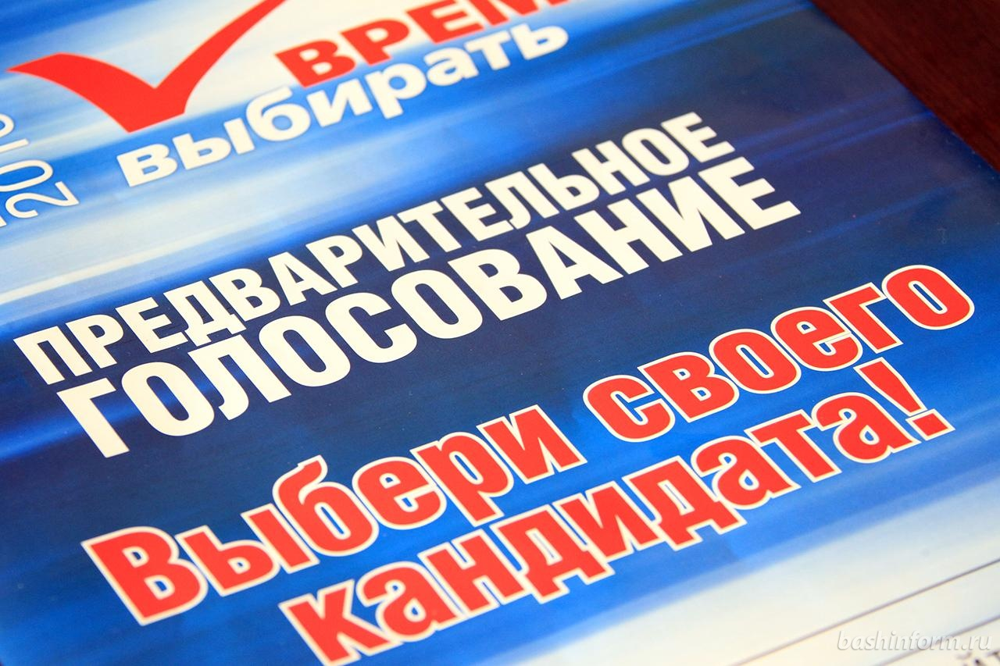 выбирать
ПРЕДВАРИТЕЛЬНОЕ
ГОЛОСОВАНИЕ
Выбери своего
кандидата!
bashinform.ru